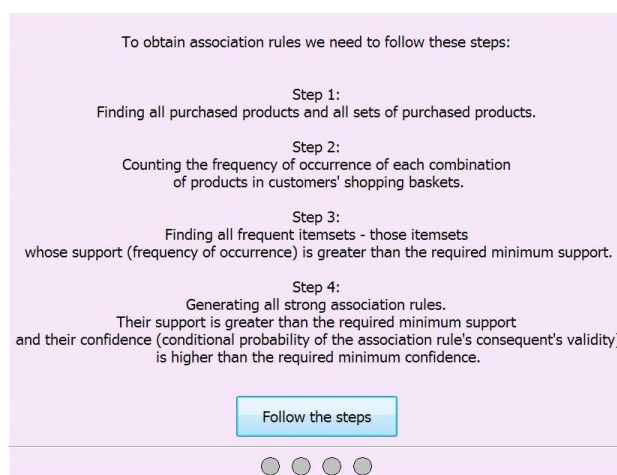 To obtain association rules we need to follow these steps:
Step 1:
Finding all purchased products and all sets of purchased products.
Step 2:
Counting the frequency of occurrence of each combination
of products in customers' shopping baskets.
Step 3:
Finding all frequent itemsets - those itemsets
whose support (frequency of occurrence) is greater than the required minimum support.
Step 4:
Generating all strong association rules.
Their support is greater than the required minimum support
and their confidence (conditional probability of the association rule's consequent's validity)
is higher than the required minimum confidence.
Follow the steps